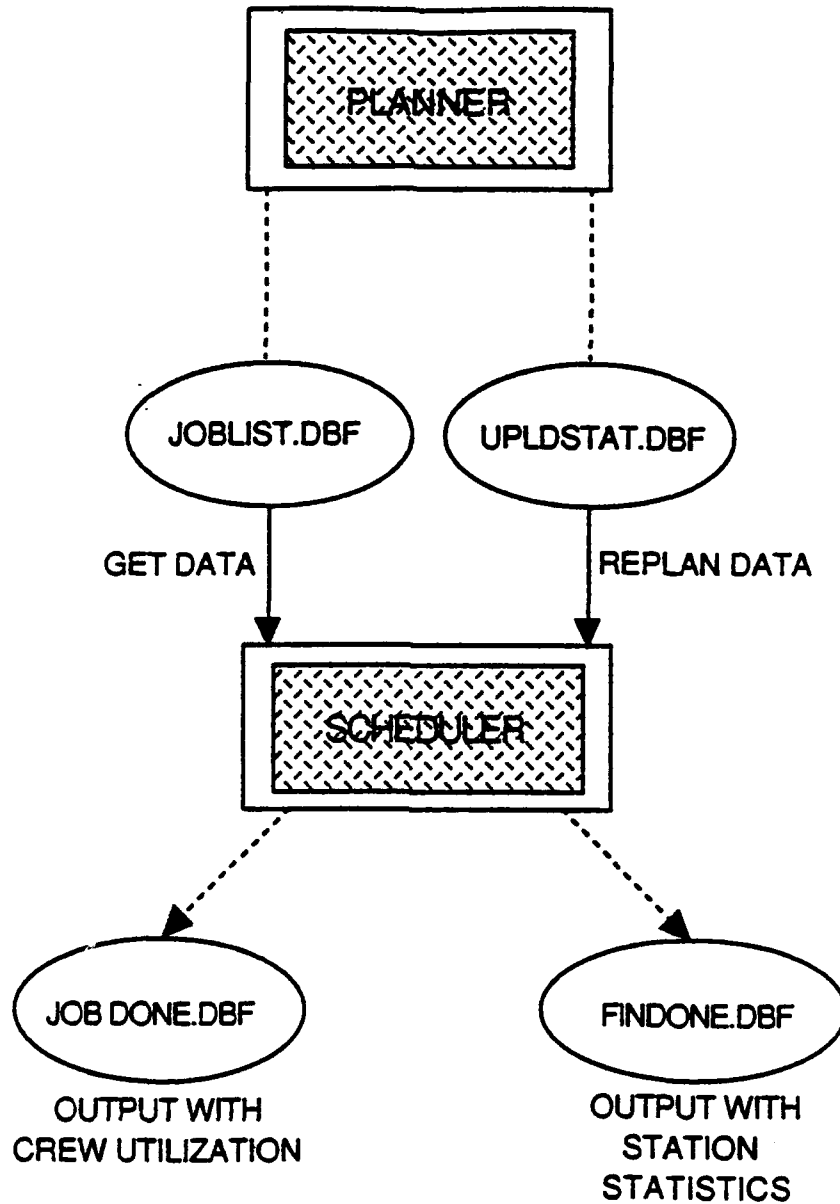 PLANNER
JOBLIST.DBF
UPLDSTAT.DBF
GET DATA
REPLAN DATA
SCHEDULER
JOB DONE.DBF
FINDONE.DBF
OUTPUT WITH
CREW UTILIZATION
OUTPUT WITH
STATION
STATISTICS